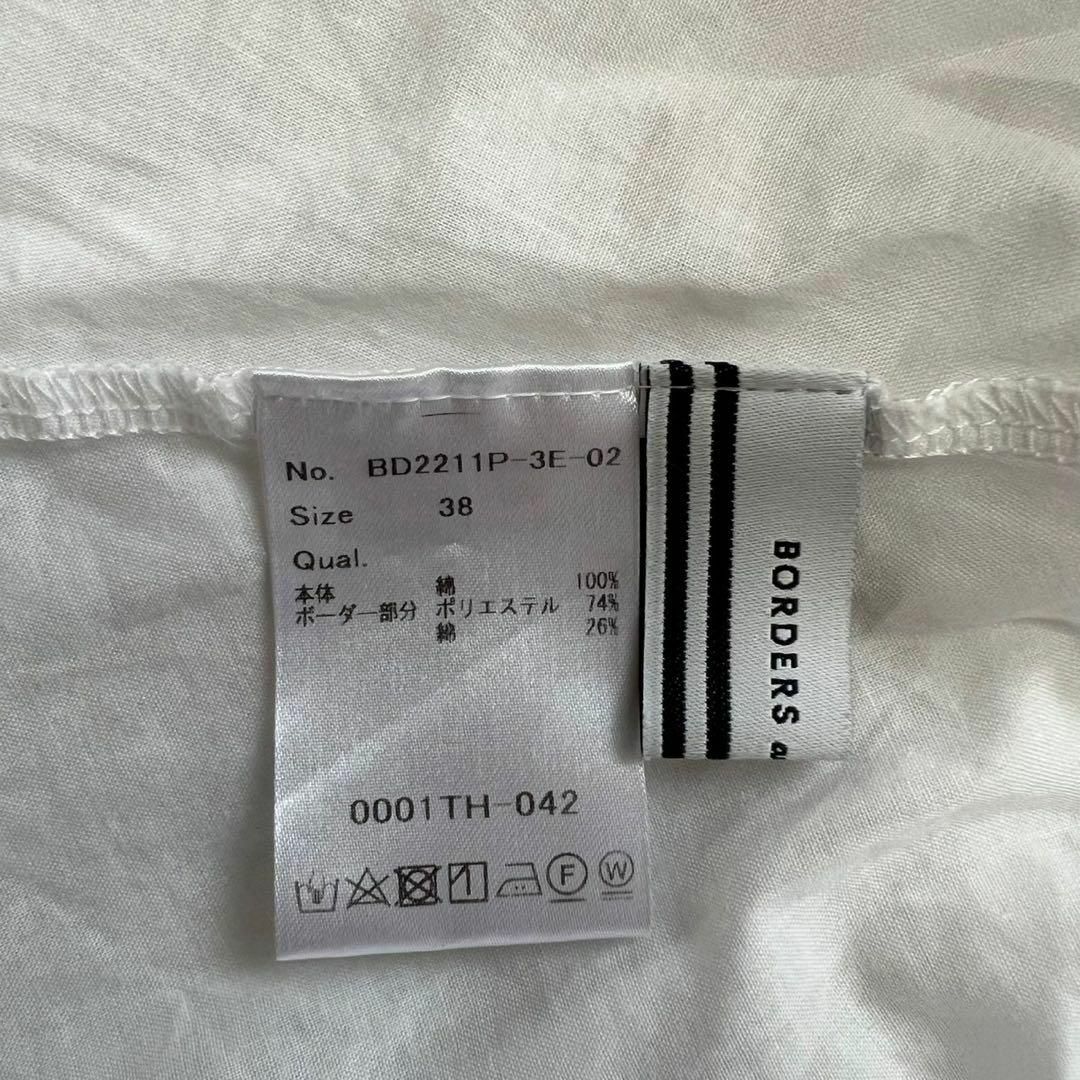 No. BD2211P-3E-02
Size 38
Qual.
本体 綿 100%
ボーダー部分 ポリエステル 74%
綿 26%
0001TH-042
F W
BORDERS